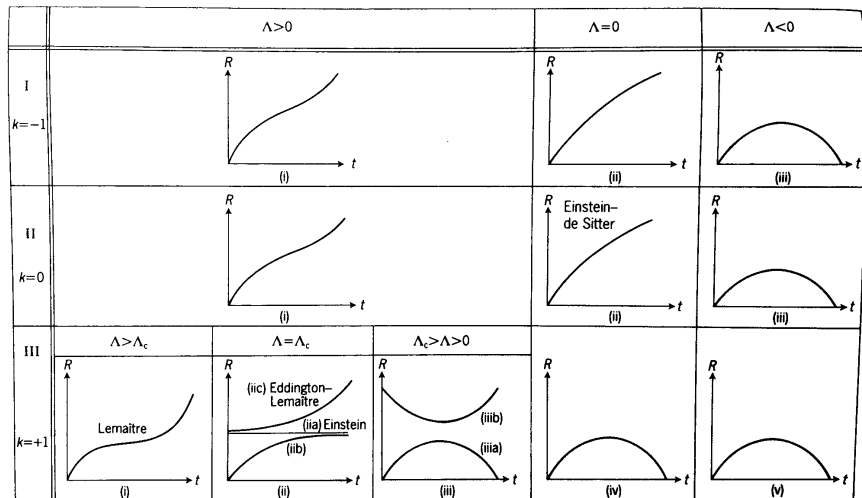 Λ>0
Λ=0
Λ<0
I
k=−1
R
t
(i)
R
t
(ii)
R
t
(iii)
II
k=0
R
t
(i)
Einstein–
de Sitter
R
t
(ii)
R
t
(iii)
III
k=+1
Λ>Λc
Λ=Λc
Λc>Λ>0
R
Lemaître
t
(i)
R
(iic) Eddington–
Lemaître
(iia) Einstein
(iib)
t
(ii)
R
(iiib)
(iiia)
t
(iii)
R
t
(iv)
R
t
(v)